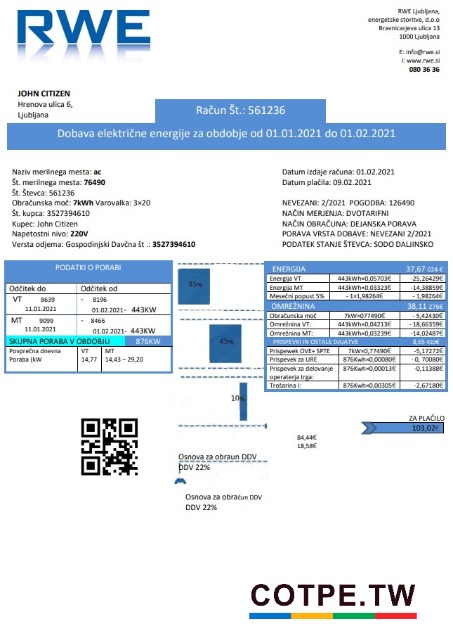 RWE
RWE Ljubljana,
energetske storitve, d.o.o
Bravnicarjeva ulica 13
1000 Ljubljana
E: info@rwe.si
I: www.rwe.si
080 36 36
JOHN CITIZEN
Hrenova ulica 6,
Ljubljana
Račun Št.: 561236
Dobava električne energije za obdobje od 01.01.2021 do 01.02.2021
Naziv merilnega mesta: ac
Št. merilnega mesta: 76490
Št. Števca: 561236
Obračunska moč: 7kWh Varovalka: 3×20
Št. kupca: 3527394610
Kupec: John Citizen
Napetostni nivo: 220V
Versta odjema: Gospodinjski Davčna št .: 3527394610
Datum izdaje računa: 01.02.2021
Datum plačila: 09.02.2021
NEVEZANI: 2/2021 POGODBA: 126490
NAČIN MERJENJA: DVOTARIFNI
NAČIN OBRAČUNA: DEJANSKA PORAVA
PORAVA VRSTA DOBAVE: NEVEZANI 2/2021
PODATEK STANJE ŠTEVCA: SODO DALJINSKO
PODATKI O PORABI
Odčitek do Odčitek od
VT 8639 - 8196
11.01.2021 01.02.2021- 443KW
MT 9099 - 8466
11.01.2021 01.02.2021- 443KW
SKUPNA PORABA V OBDOBJU 876KW
Povprečna dnevna VT MT
Poraba (kW 14,77 14,43 – 29,20
45%
45%
10%
ENERGIJA 37,67 024 €
Energija VT 443kWh×0,05703€ -25,26429€
Energija MT 443kWh×0,03323€ -14,38859€
Mesečni popust 5% - 1×1,98264€ - 1,98264€
OMREŽNINA 38,11 276€
Obračunska moč 7kW×077490€ -5,42430€
Omrežnina VT: 443kWh×0,04213€ -18,66359€
Omrežnina MT: 443kWh×0,03239€ -14,02487€
PRISPEVKI IN OSTALE DAJATVE 8,65 920€
Prispewek OVE+ SPTE 7kW×0,77490€ -5,17272€
Prispevek za URE 876Kwh×0,00080€ - 0,70080€
Prispevek za delovanje 876Kwh×0,00013€ -0,11388€
operaterja trga:
Trošarina I: 876Kwh×0,00305€ -2,67180€
ZA PLAČILO
103,02€
84,44€
18,58€
Osnova za obraun DDV
DDV 22%
Osnova za obračun DDV
DDV 22%
COTPE.TW